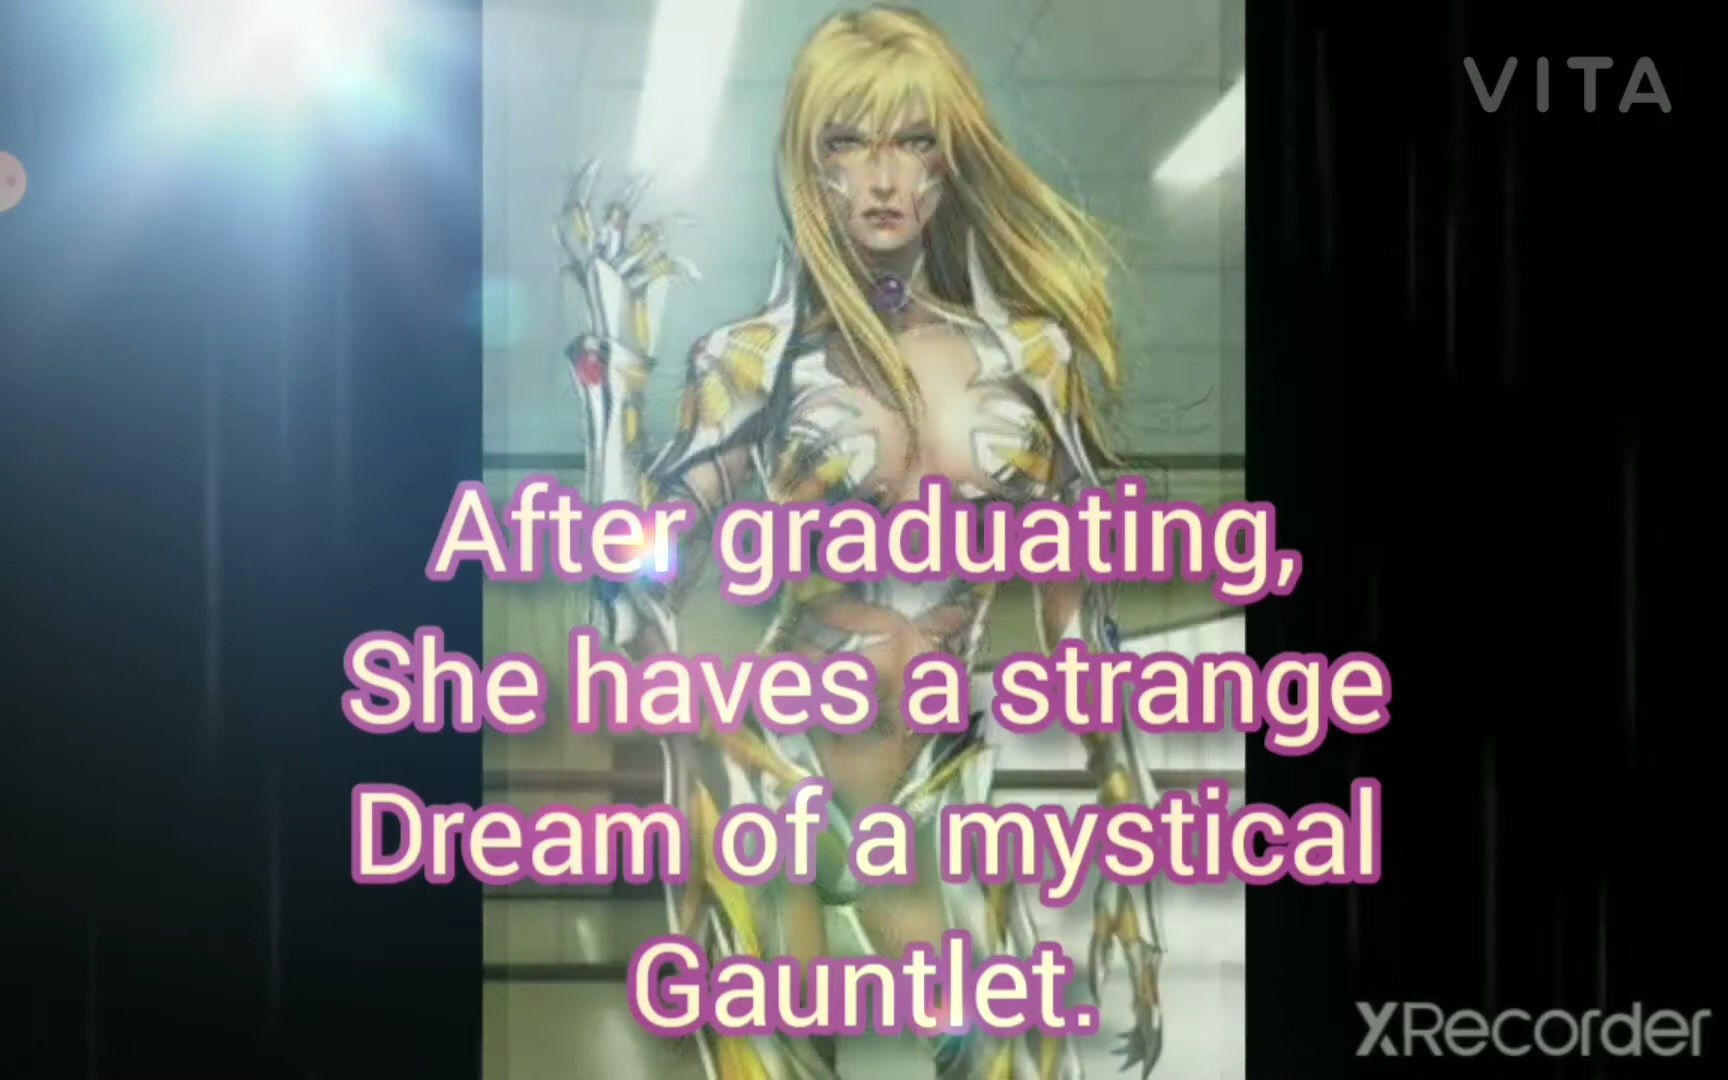 VITA
After graduating,
She haves a strange
Dream of a mystical
Gauntlet.
XRecorder